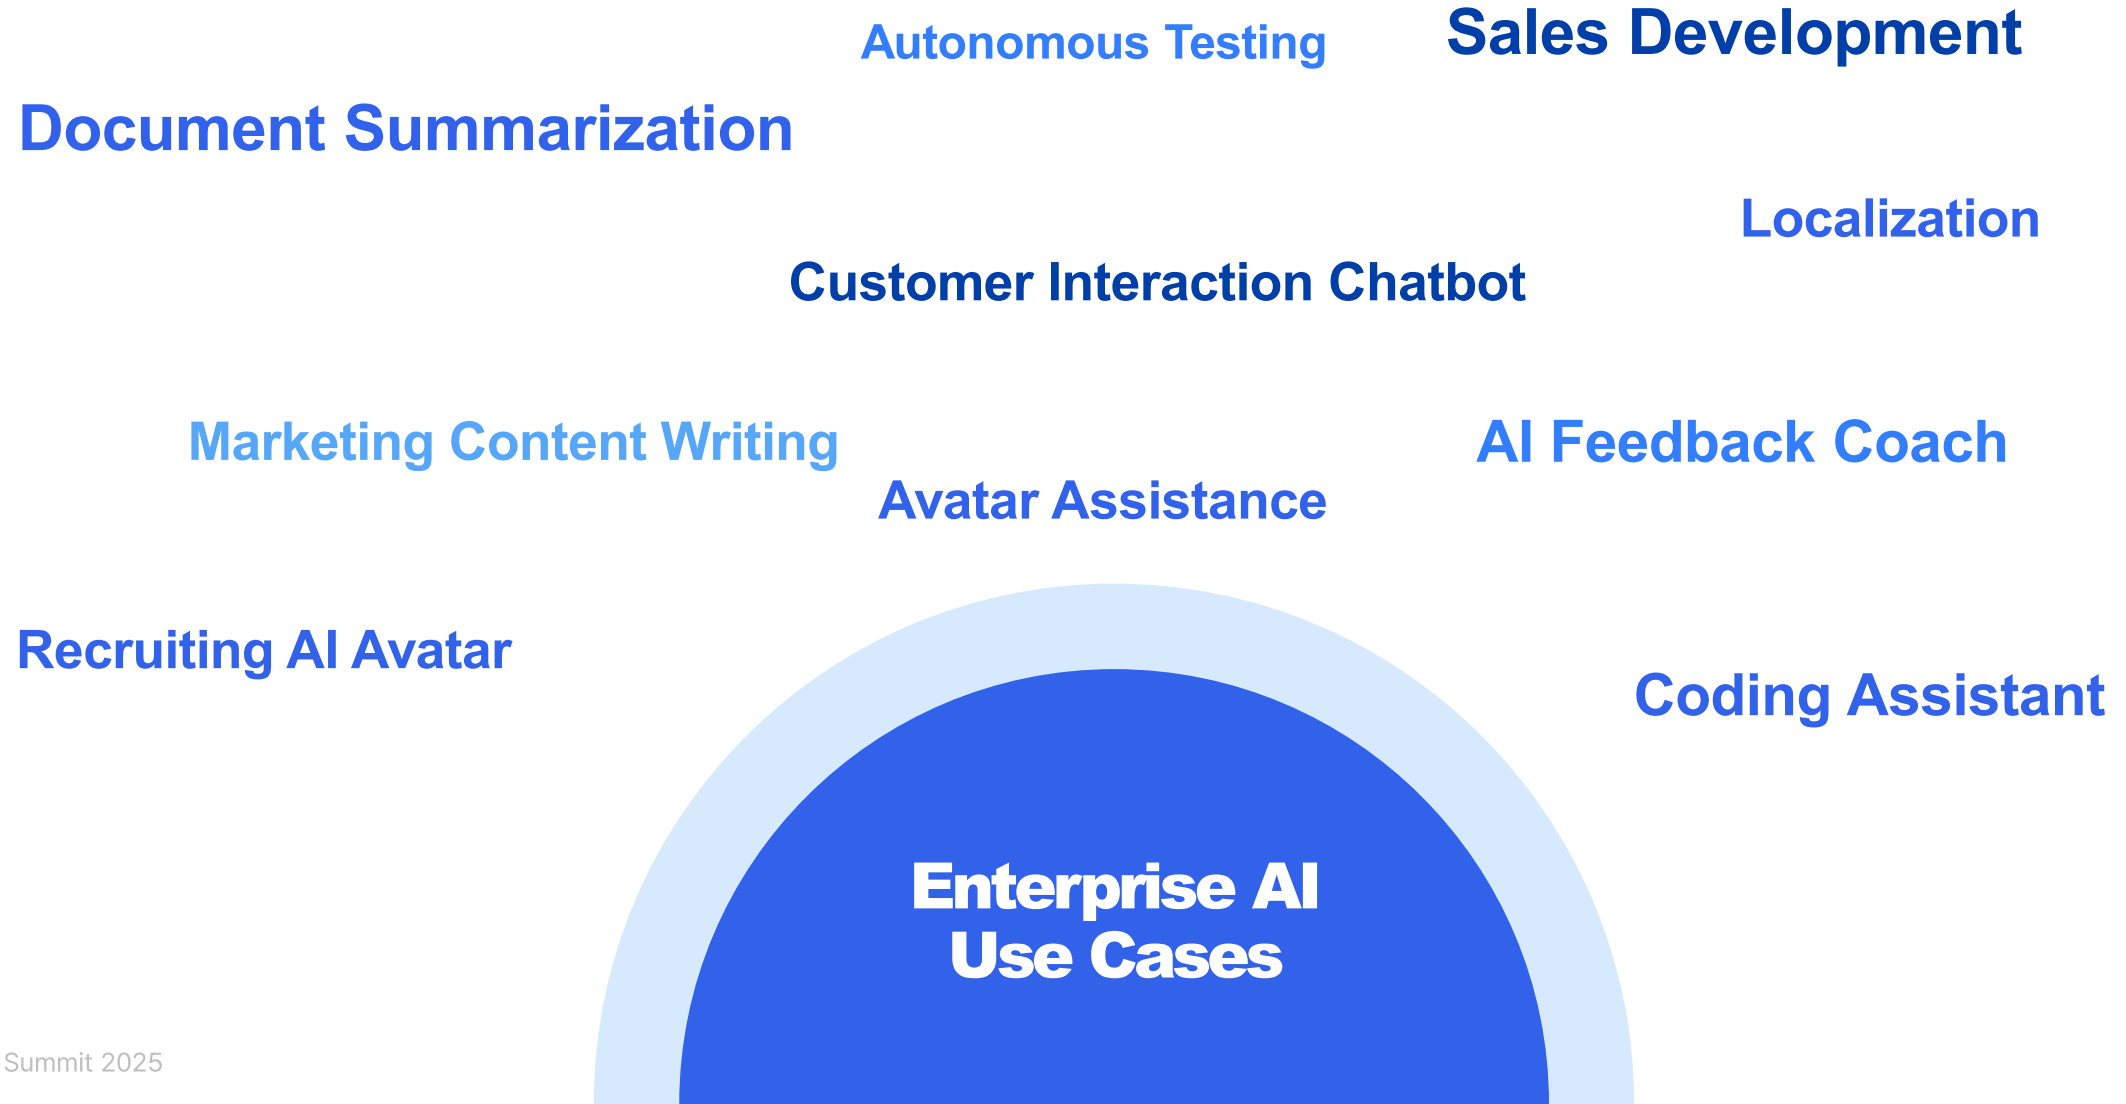 Autonomous Testing
Sales Development
Document Summarization
Localization
Customer Interaction Chatbot
Marketing Content Writing
AI Feedback Coach
Avatar Assistance
Recruiting AI Avatar
Coding Assistant
Enterprise AI
Use Cases
Summit 2025